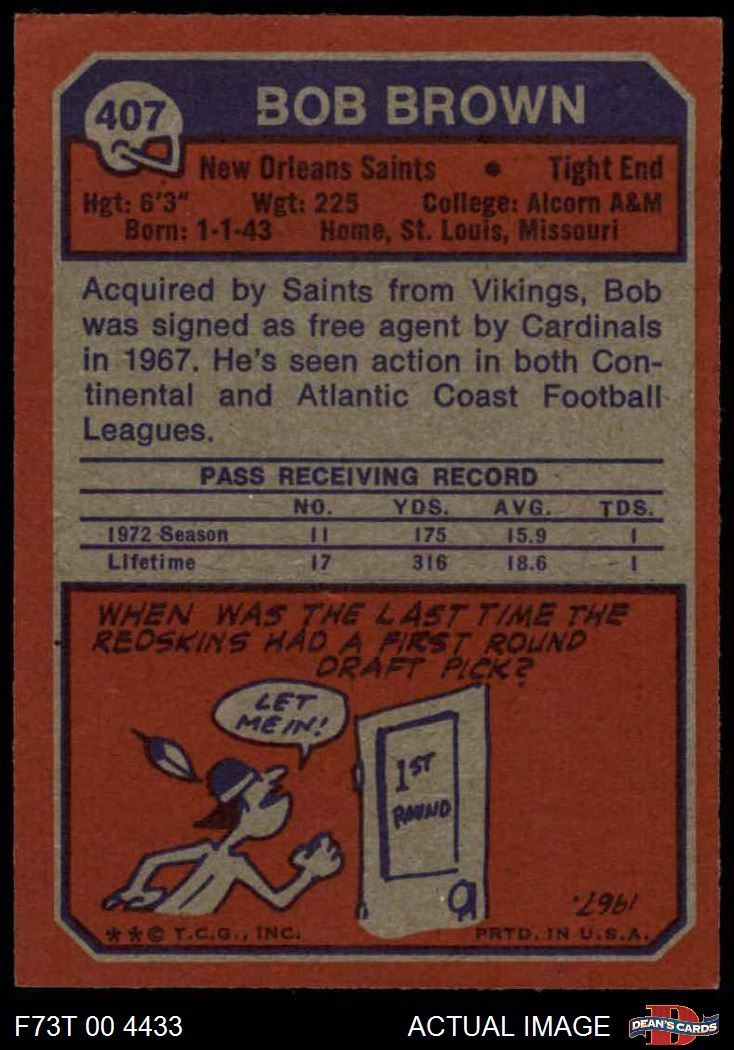 407
BOB BROWN
New Orleans Saints • Tight End
Hgt: 6'3" Wgt: 225 College: Alcorn A&M
Born: 1-1-43 Home, St. Louis, Missouri
Acquired by Saints from Vikings, Bob
was signed as free agent by Cardinals
in 1967. He's seen action in both Con-
tinental and Atlantic Coast Football
Leagues.
PASS RECEIVING RECORD
NO. YDS. AVG. TDS.
1972 Season 11 175 15.9 1
Lifetime 17 316 18.6 1
WHEN WAS THE LAST TIME THE
REDSKINS HAD A FIRST ROUND
DRAFT PICK?
LET
ME IN!
1ST
ROUND
1967.
**© T.C.G., INC. PRTD. IN U.S.A.
F73T 00 4433 ACTUAL IMAGE
DEAN'S CARDS